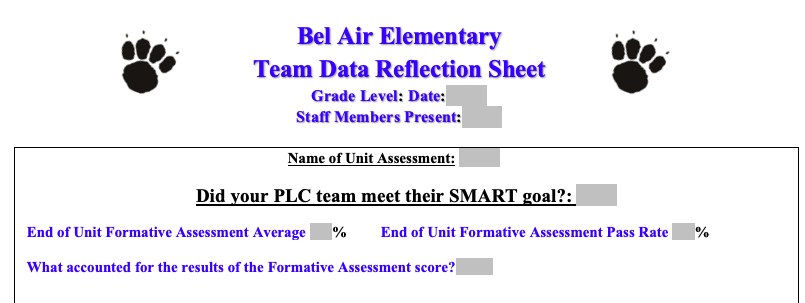 Bel Air Elementary
Team Data Reflection Sheet
Grade Level: Date:
Staff Members Present:
Name of Unit Assessment:
Did your PLC team meet their SMART goal?:
End of Unit Formative Assessment Average % End of Unit Formative Assessment Pass Rate %
What accounted for the results of the Formative Assessment score?